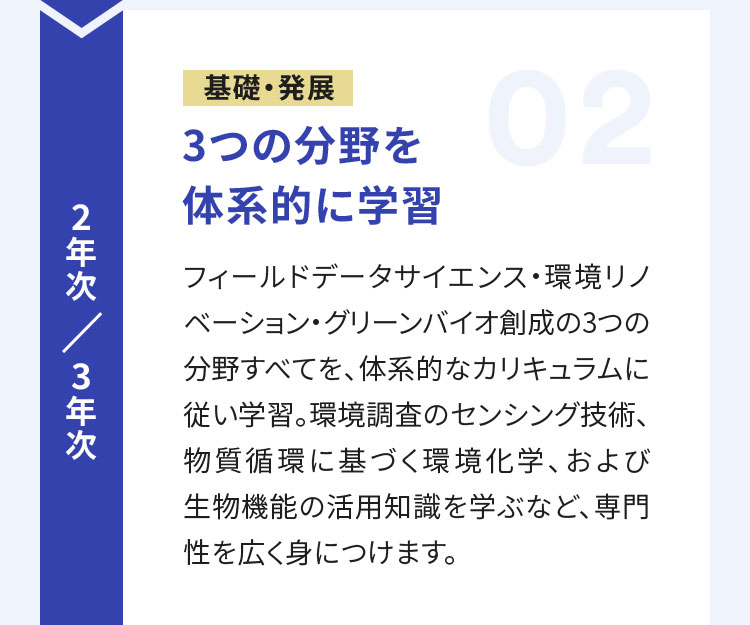 2年次／3年次
基礎・発展
02
3つの分野を
体系的に学習
フィールドデータサイエンス・環境リノ
ベーション・グリーンバイオ創成の3つの
分野すべてを、体系的なカリキュラムに
従い学習。環境調査のセンシング技術、
物質循環に基づく環境化学、および
生物機能の活用知識を学ぶなど、専門
性を広く身につけます。